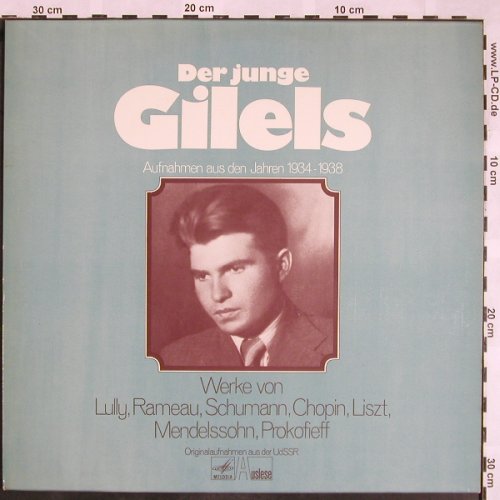 30 cm
20 cm
10 cm
www.LP-CD.de
10 cm
20 cm
30 cm
Der junge
Gilels
Aufnahmen aus den Jahren 1934-1938
Werke von
Lully, Rameau, Schumann, Chopin, Liszt,
Mendelssohn, Prokofieff
Originalaufnahmen aus der UdSSR
MELODIA Auslese